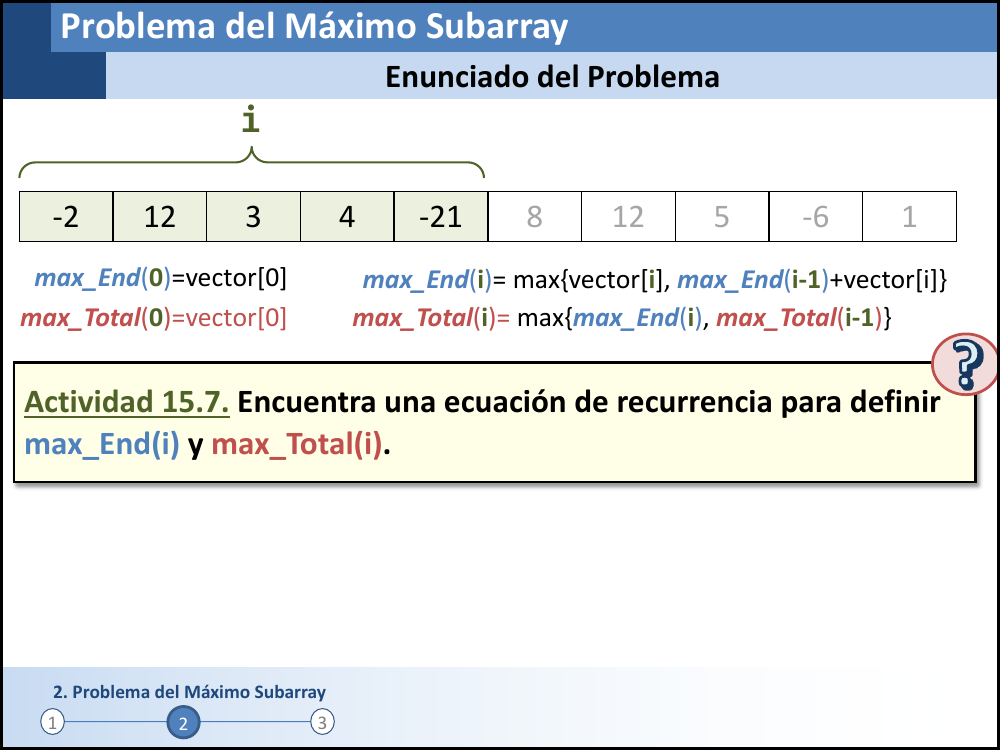 Problema del Máximo Subarray
Enunciado del Problema
i
-2 12 3 4 -21 8 12 5 -6 1
max_End(0)=vector[0] max_End(i)= max{vector[i], max_End(i-1)+vector[i]}
max_Total(0)=vector[0] max_Total(i)= max{max_End(i), max_Total(i-1)}
?
Actividad 15.7. Encuentra una ecuación de recurrencia para definir
max_End(i) y max_Total(i).
2. Problema del Máximo Subarray
1 2 3